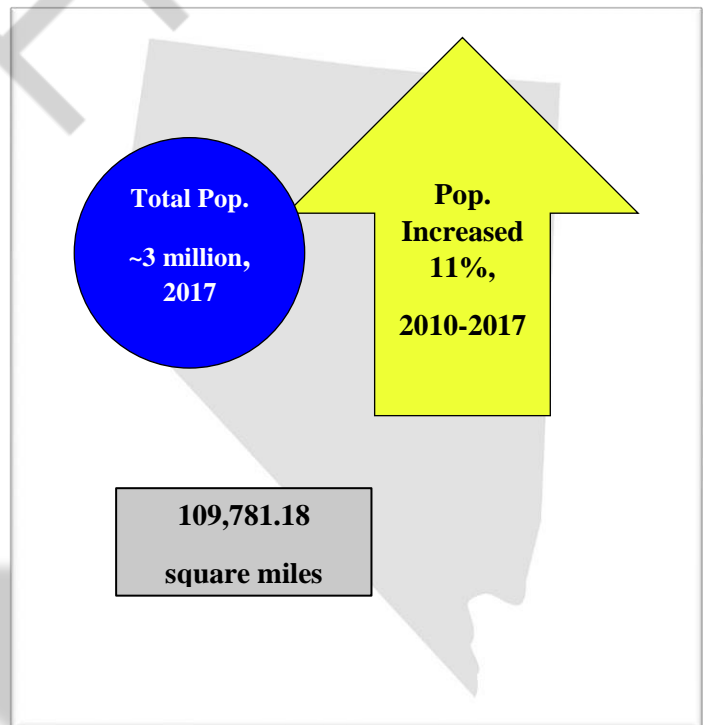 Total Pop.
~3 million,
2017
Pop.
Increased
11%,
2010-2017
109,781.18
square miles